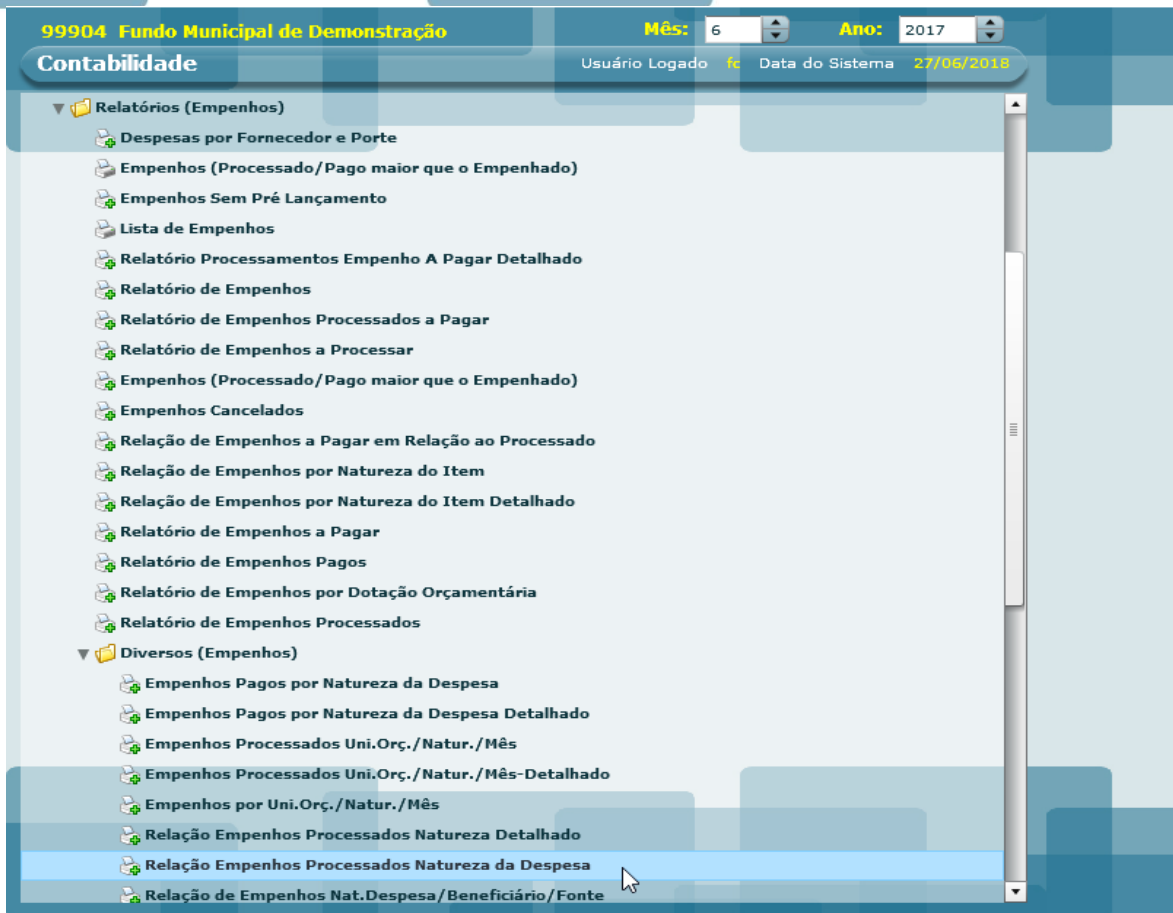 99904 Fundo Municipal de Demonstração Mês: 6 Ano: 2017
Contabilidade Usuário Logado fc Data do Sistema 27/06/2018
Relatórios (Empenhos)
Despesas por Fornecedor e Porte
Empenhos (Processado/Pago maior que o Empenhado)
Empenhos Sem Pré Lançamento
Lista de Empenhos
Relatório Processamentos Empenho A Pagar Detalhado
Relatório de Empenhos
Relatório de Empenhos Processados a Pagar
Relatório de Empenhos a Processar
Empenhos (Processado/Pago maior que o Empenhado)
Empenhos Cancelados
Relação de Empenhos a Pagar em Relação ao Processado
Relação de Empenhos por Natureza do Item
Relação de Empenhos por Natureza do Item Detalhado
Relatório de Empenhos a Pagar
Relatório de Empenhos Pagos
Relatório de Empenhos por Dotação Orçamentária
Relatório de Empenhos Processados
Diversos (Empenhos)
Empenhos Pagos por Natureza da Despesa
Empenhos Pagos por Natureza da Despesa Detalhado
Empenhos Processados Uni.Orç./Natur./Mês
Empenhos Processados Uni.Orç./Natur./Mês-Detalhado
Empenhos por Uni.Orç./Natur./Mês
Relação Empenhos Processados Natureza Detalhado
Relação Empenhos Processados Natureza da Despesa
Relação de Empenhos Nat.Despesa/Beneficiário/Fonte